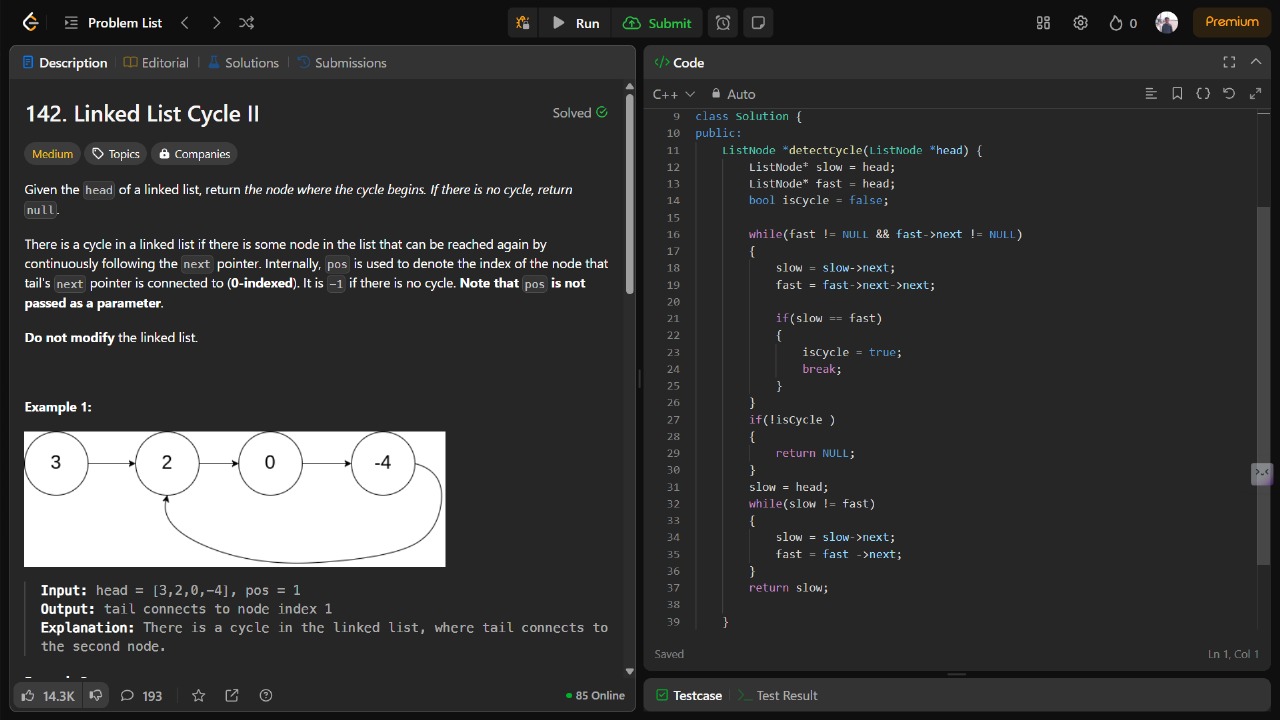 Problem List
Run
Submit
0
Premium
Description
Editorial
Solutions
Submissions
142. Linked List Cycle II
Solved
Medium
Topics
Companies
Given the head of a linked list, return the node where the cycle begins. If there is no cycle, return
null.
There is a cycle in a linked list if there is some node in the list that can be reached again by
continuously following the next pointer. Internally, pos is used to denote the index of the node that
tail's next pointer is connected to (0-indexed). It is -1 if there is no cycle. Note that pos is not
passed as a parameter.
Do not modify the linked list.
Example 1:
3 2 0 -4
Input: head = [3,2,0,-4], pos = 1
Output: tail connects to node index 1
Explanation: There is a cycle in the linked list, where tail connects to
the second node.
14.3K
193
85 Online
</> Code
C++
Auto
9 class Solution {
10 public:
11 ListNode *detectCycle(ListNode *head) {
12 ListNode* slow = head;
13 ListNode* fast = head;
14 bool isCycle = false;
15
16 while(fast != NULL && fast->next != NULL)
17 {
18 slow = slow->next;
19 fast = fast->next->next;
20
21 if(slow == fast)
22 {
23 isCycle = true;
24 break;
25 }
26 }
27 if(!isCycle )
28 {
29 return NULL;
30 }
31 slow = head;
32 while(slow != fast)
33 {
34 slow = slow->next;
35 fast = fast ->next;
36 }
37 return slow;
38
39 }
Saved
Ln 1, Col 1
Testcase
Test Result